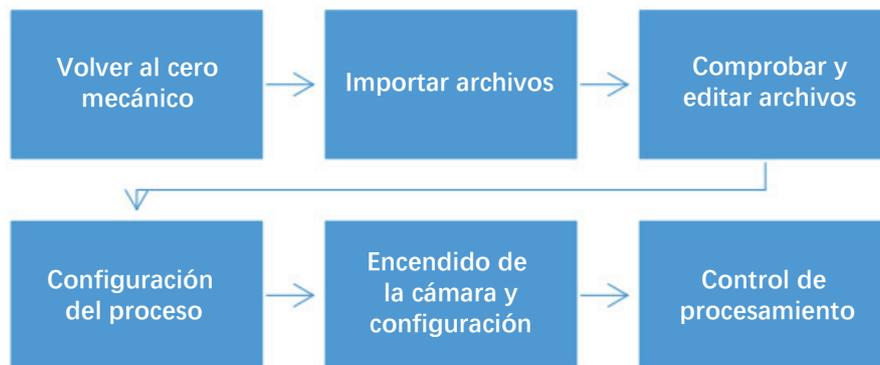 Volver al cero
mecánico
Importar archivos
Comprobar y
editar archivos
Configuración
del proceso
Encendido de
la cámara y
configuración
Control de
procesamiento